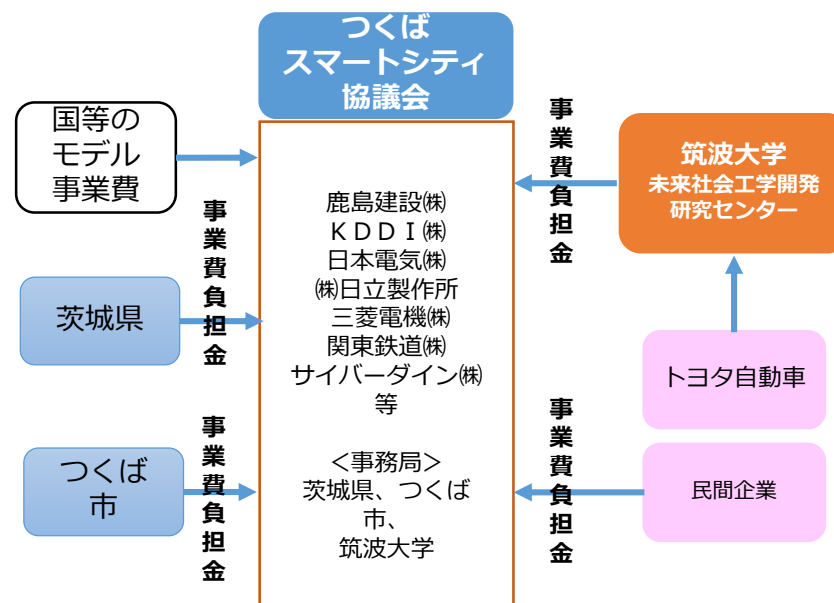 つくば
スマートシティ
協議会
国等の
モデル
事業費
事業費負担金
茨城県
事業費負担金
つくば
市
鹿島建設㈱
ＫＤＤＩ㈱
日本電気㈱
㈱日立製作所
三菱電機㈱
関東鉄道㈱
サイバーダイン㈱
等
＜事務局＞
茨城県、つくば
市、
筑波大学
事業費負担金
筑波大学
未来社会工学開発
研究センター
トヨタ自動車
事業費負担金
民間企業